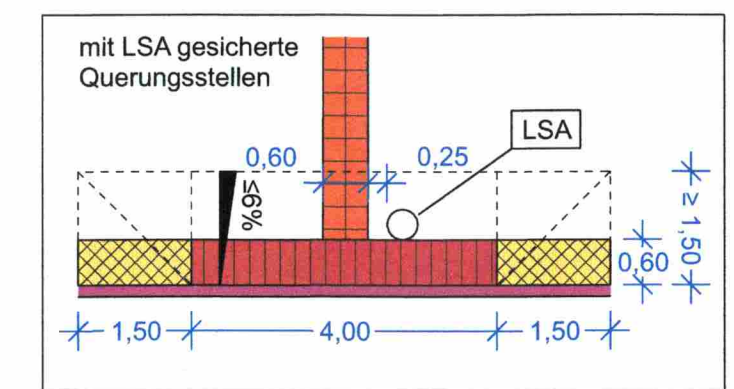 mit LSA gesicherte
Querungsstellen
LSA
0,60
0,25
≤6%
≥ 1,50
0,60
1,50
4,00
1,50